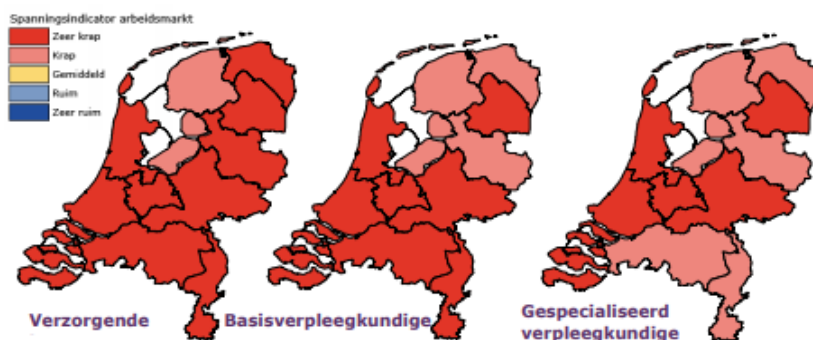 Spanningsindicator arbeidsmarkt
Zeer krap
Krap
Gemiddeld
Ruim
Zeer ruim
Verzorgende
Basisverpleegkundige
Gespecialiseerd
verpleegkundige